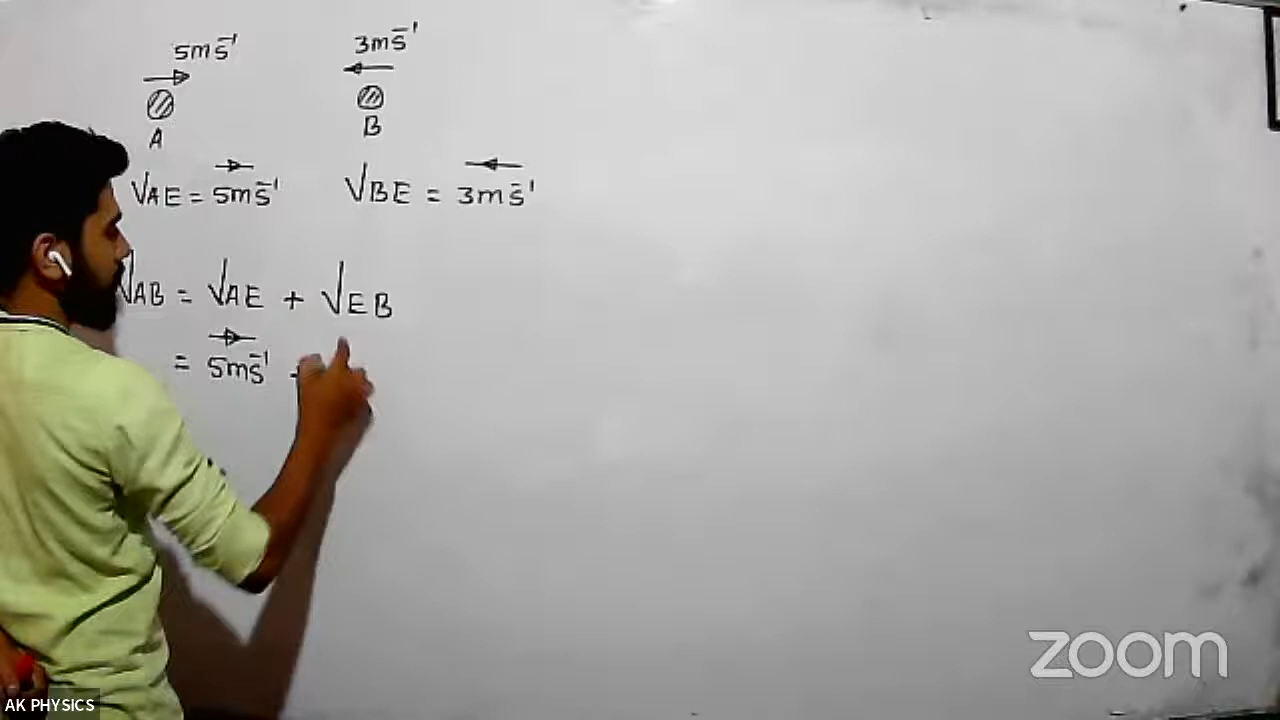 5ms⁻¹ 3ms⁻¹
A B
VAE = 5ms⁻¹ VBE = 3ms⁻¹
VAB = VAE + VEB
= 5ms⁻¹
zoom
AK PHYSICS